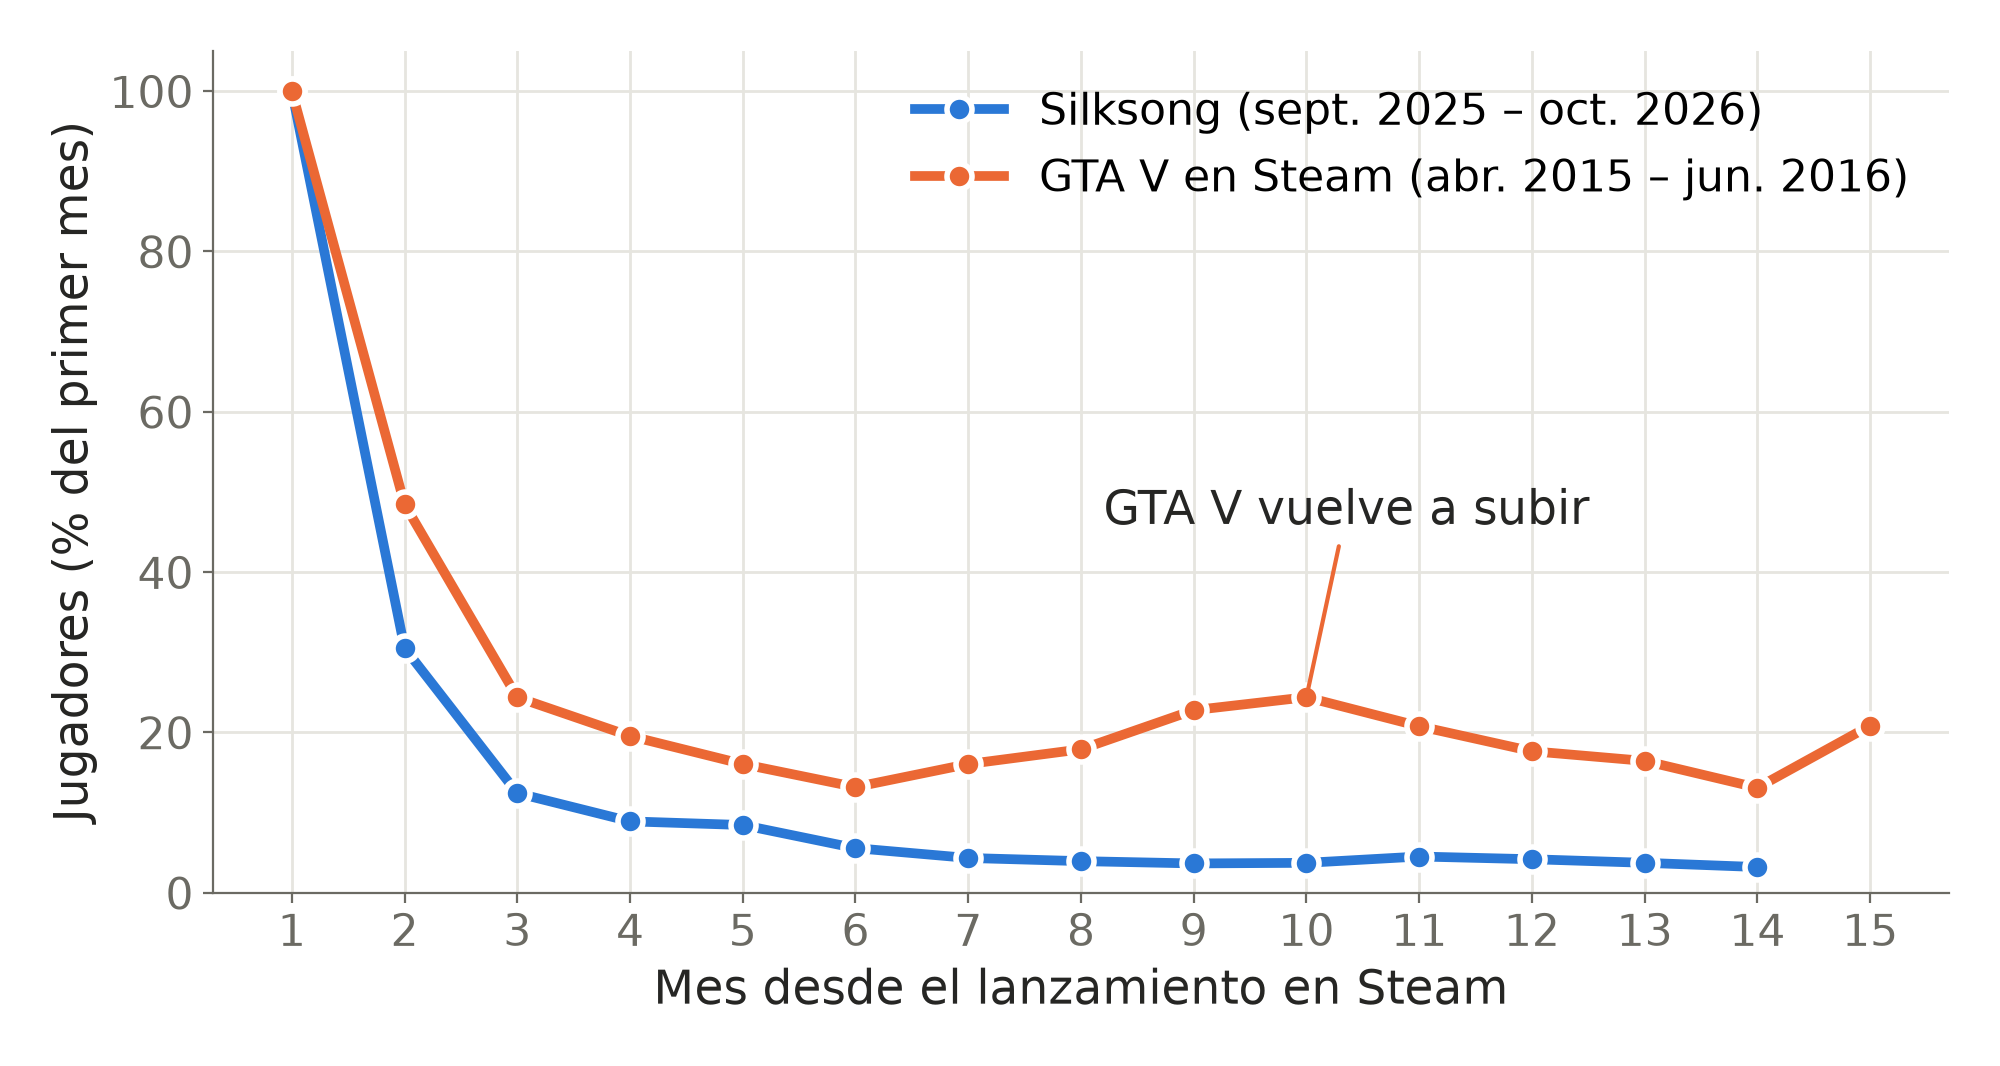 Jugadores (% del primer mes)
100
80
60
40
20
0
Silksong (sept. 2025 – oct. 2026)
GTA V en Steam (abr. 2015 – jun. 2016)
GTA V vuelve a subir
1 2 3 4 5 6 7 8 9 10 11 12 13 14 15
Mes desde el lanzamiento en Steam